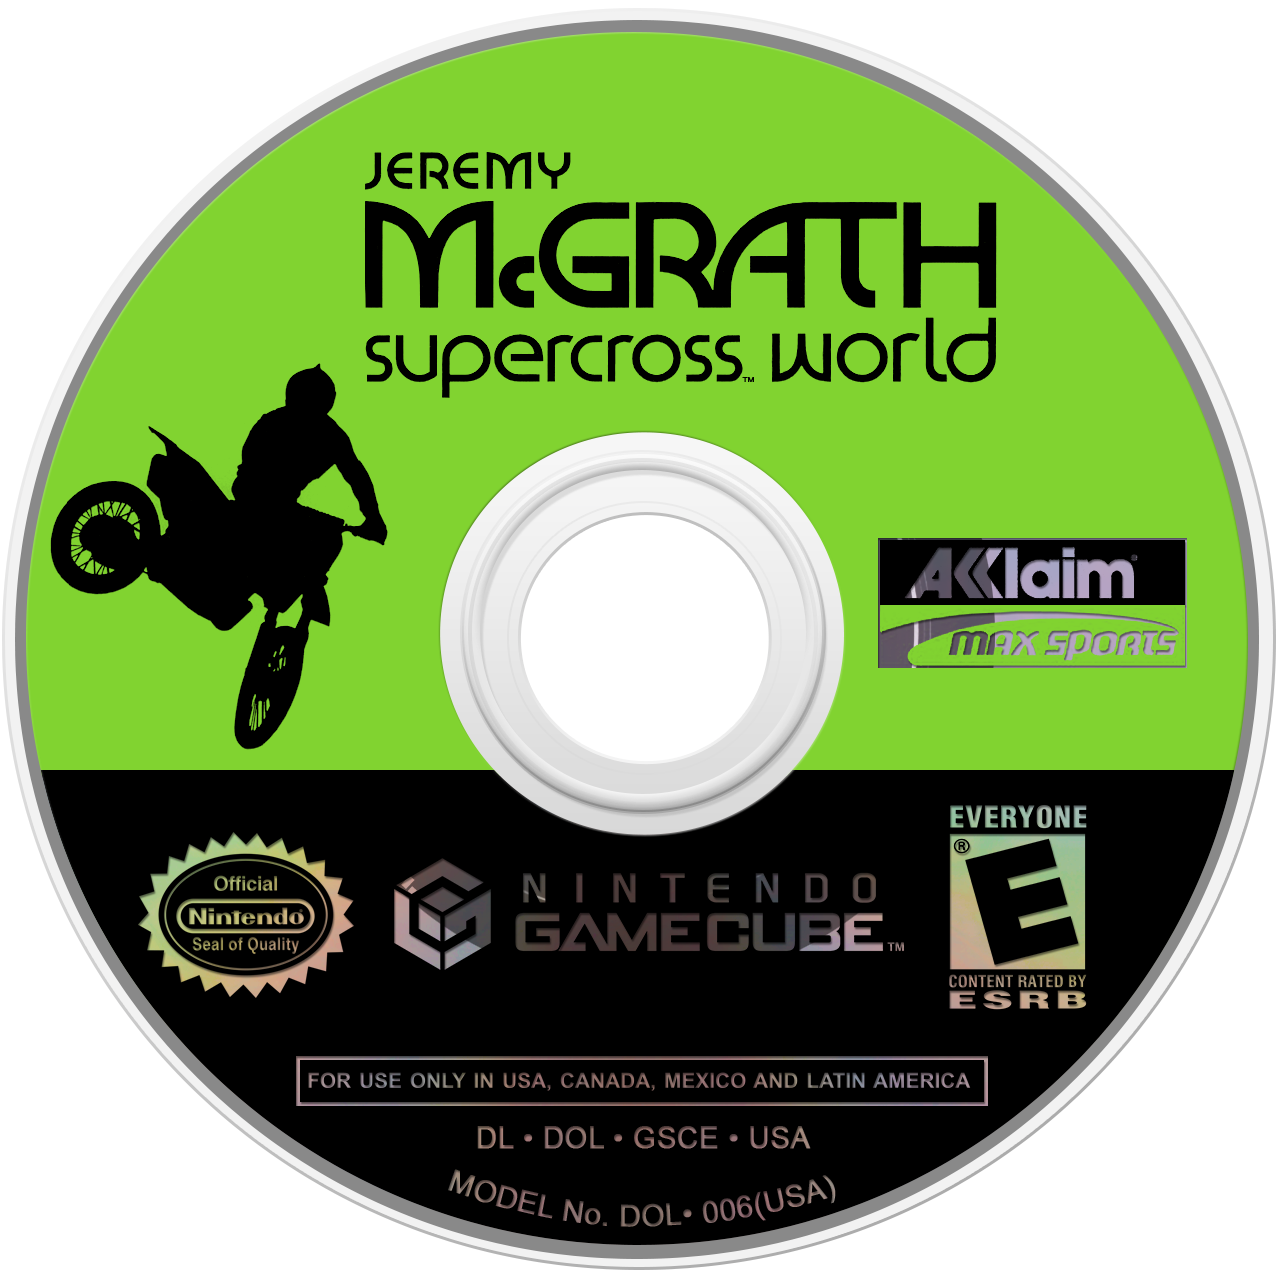 JEREMY
McGRATH
supercross™ world
AKKlaim®
MAX SPORTS
Official
Nintendo®
Seal of Quality
NINTENDO
GAMECUBE™
EVERYONE
®
E
CONTENT RATED BY
ESRB
FOR USE ONLY IN USA, CANADA, MEXICO AND LATIN AMERICA
DL • DOL • GSCE • USA
MODEL No. DOL• 006(USA)